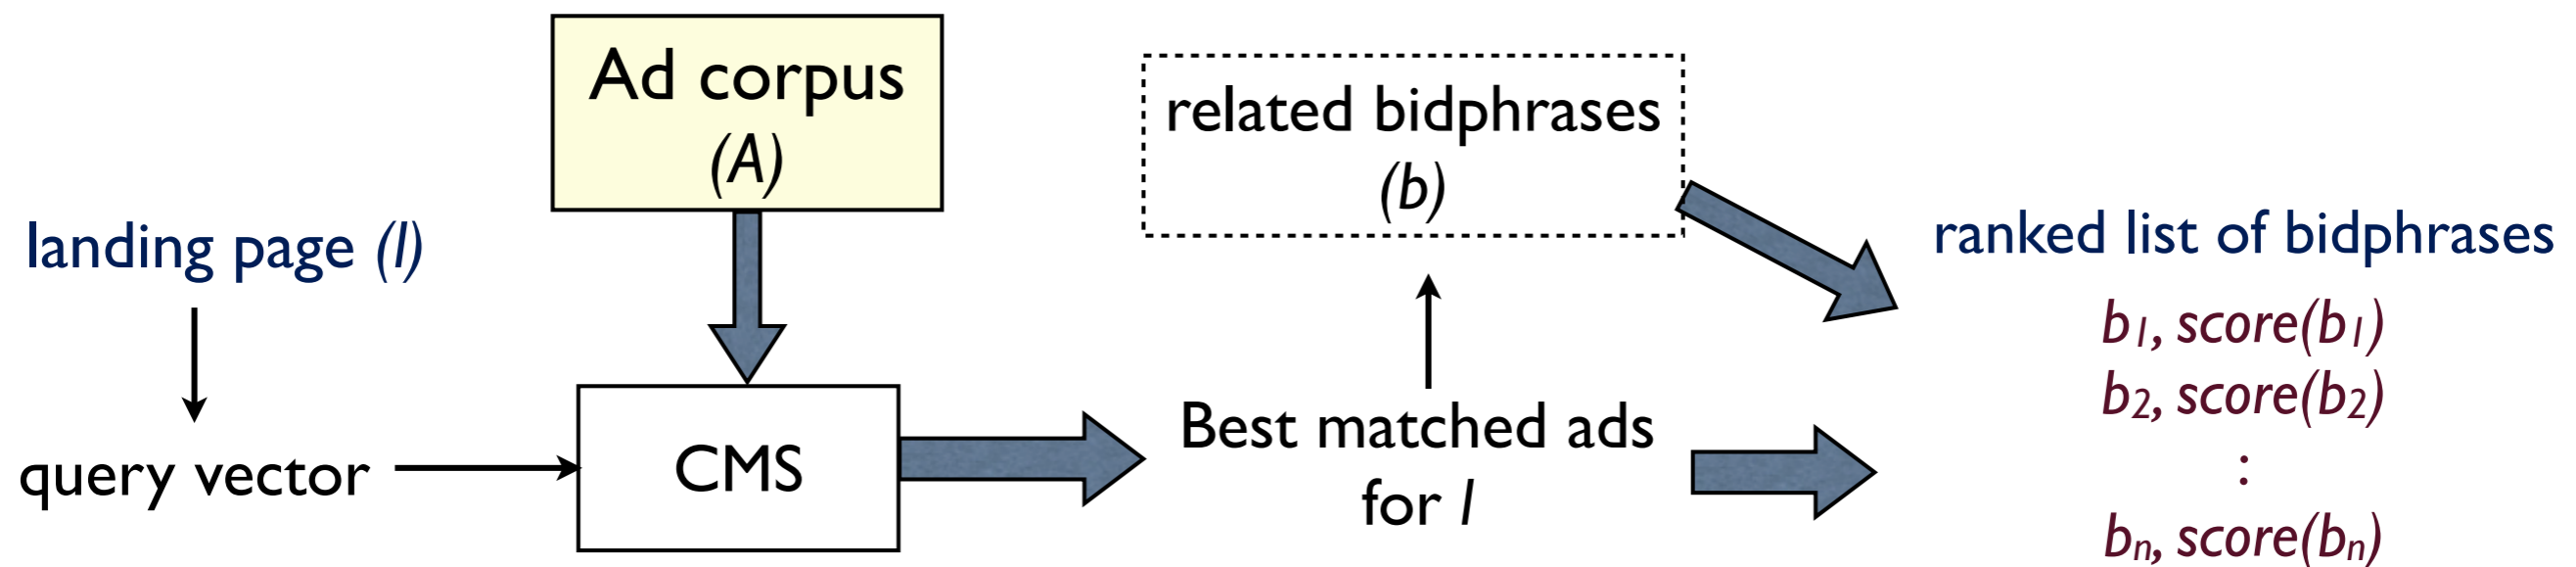 Ad corpus
(A)
related bidphrases
(b)
landing page (l)
query vector
CMS
Best matched ads
for l
ranked list of bidphrases
b1, score(b1)
b2, score(b2)
:
bn, score(bn)